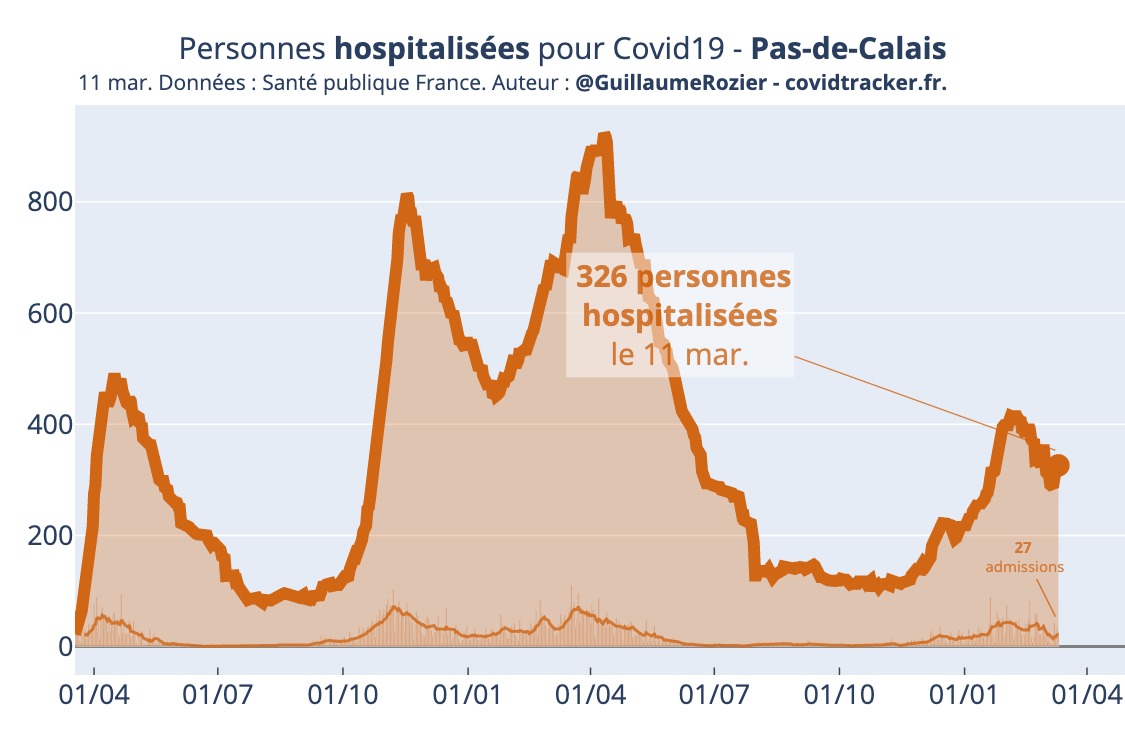 Personnes hospitalisées pour Covid19 - Pas-de-Calais
11 mar. Données : Santé publique France. Auteur : @GuillaumeRozier - covidtracker.fr.
800
600
400
200
0
326 personnes
hospitalisées
le 11 mar.
27
admissions
01/04 01/07 01/10 01/01 01/04 01/07 01/10 01/01 01/04